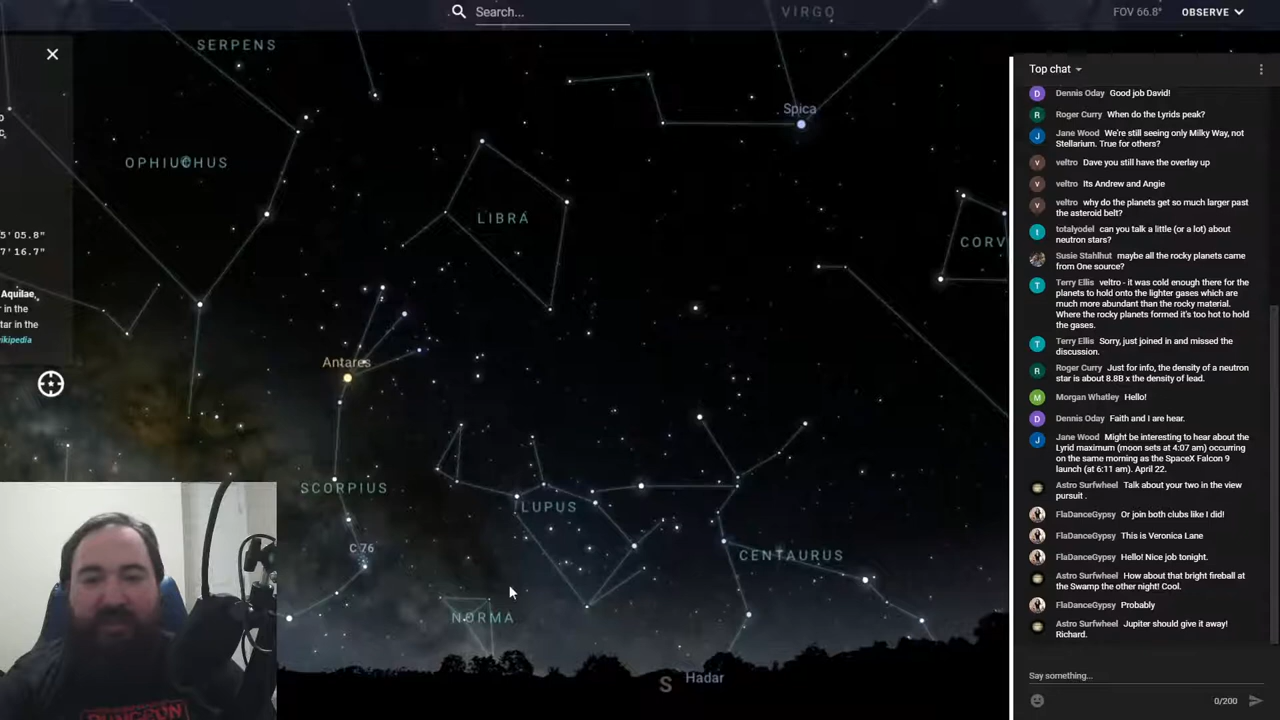 Search...
VIRGO
FOV 66.8°
OBSERVE
SERPENS
Spica
OPHIUCHUS
LIBRA
CORV
5'05.8"
7'16.7"
Aquilae,
r in the
tar in the
ikipedia
Antares
SCORPIUS
LUPUS
C 76
CENTAURUS
NORMA
S
Hadar
Top chat
D Dennis Oday Good job David!
R Roger Curry When do the Lyrids peak?
J Jane Wood We're still seeing only Milky Way, not
Stellarium. True for others?
v veltro Dave you still have the overlay up
v veltro Its Andrew and Angie
v veltro why do the planets get so much larger past
the asteroid belt?
t totalyodel can you talk a little (or a lot) about
neutron stars?
Susie Stahlhut maybe all the rocky planets came
from One source?
T Terry Ellis veltro - it was cold enough there for the
planets to hold onto the lighter gases which are
much more abundant than the rocky material.
Where the rocky planets formed it's too hot to hold
the gases.
T Terry Ellis Sorry, just joined in and missed the
discussion.
R Roger Curry Just for info, the density of a neutron
star is about 8.8B x the density of lead.
M Morgan Whatley Hello!
D Dennis Oday Faith and I are hear.
J Jane Wood Might be interesting to hear about the
Lyrid maximum (moon sets at 4:07 am) occurring
on the same morning as the SpaceX Falcon 9
launch (at 6:11 am). April 22.
Astro Surfwheel Talk about your two in the view
pursuit .
FlaDanceGypsy Or join both clubs like I did!
FlaDanceGypsy This is Veronica Lane
FlaDanceGypsy Hello! Nice job tonight.
Astro Surfwheel How about that bright fireball at
the Swamp the other night! Cool.
FlaDanceGypsy Probably
Astro Surfwheel Jupiter should give it away!
Richard.
Say something...
0/200
DUNGEON